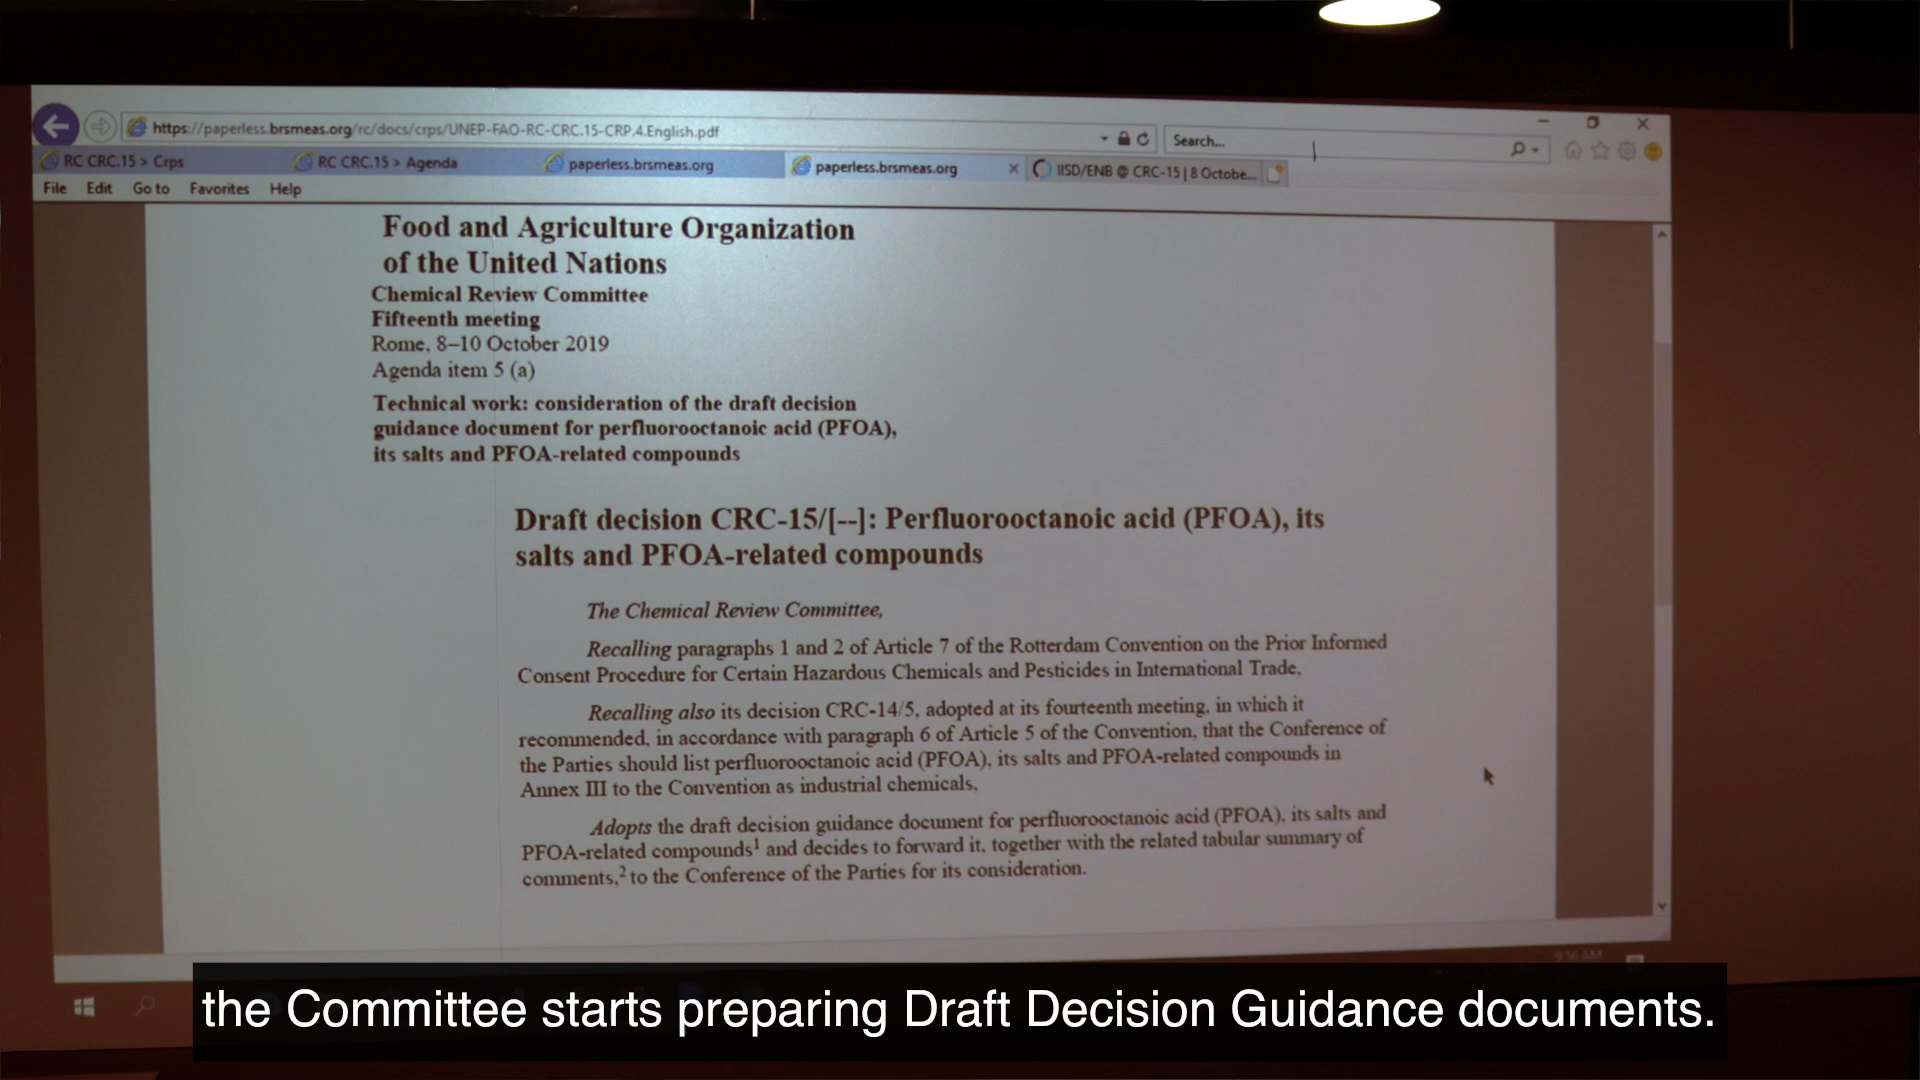 https://paperless.brsmeas.org/rc/docs/crps/UNEP-FAO-RC-CRC.15-CRP.4.English.pdf
Search...
RC CRC.15 > Crps
RC CRC.15 > Agenda
paperless.brsmeas.org
paperless.brsmeas.org
IISD/ENB @ CRC-15 | 8 Octobe...
File Edit Go to Favorites Help
Food and Agriculture Organization
of the United Nations
Chemical Review Committee
Fifteenth meeting
Rome, 8–10 October 2019
Agenda item 5 (a)
Technical work: consideration of the draft decision
guidance document for perfluorooctanoic acid (PFOA),
its salts and PFOA-related compounds
Draft decision CRC-15/[--]: Perfluorooctanoic acid (PFOA), its
salts and PFOA-related compounds
The Chemical Review Committee,
Recalling paragraphs 1 and 2 of Article 7 of the Rotterdam Convention on the Prior Informed
Consent Procedure for Certain Hazardous Chemicals and Pesticides in International Trade,
Recalling also its decision CRC-14/5, adopted at its fourteenth meeting, in which it
recommended, in accordance with paragraph 6 of Article 5 of the Convention, that the Conference of
the Parties should list perfluorooctanoic acid (PFOA), its salts and PFOA-related compounds in
Annex III to the Convention as industrial chemicals,
Adopts the draft decision guidance document for perfluorooctanoic acid (PFOA), its salts and
PFOA-related compounds¹ and decides to forward it, together with the related tabular summary of
comments,² to the Conference of the Parties for its consideration.
9:56 AM
the Committee starts preparing Draft Decision Guidance documents.